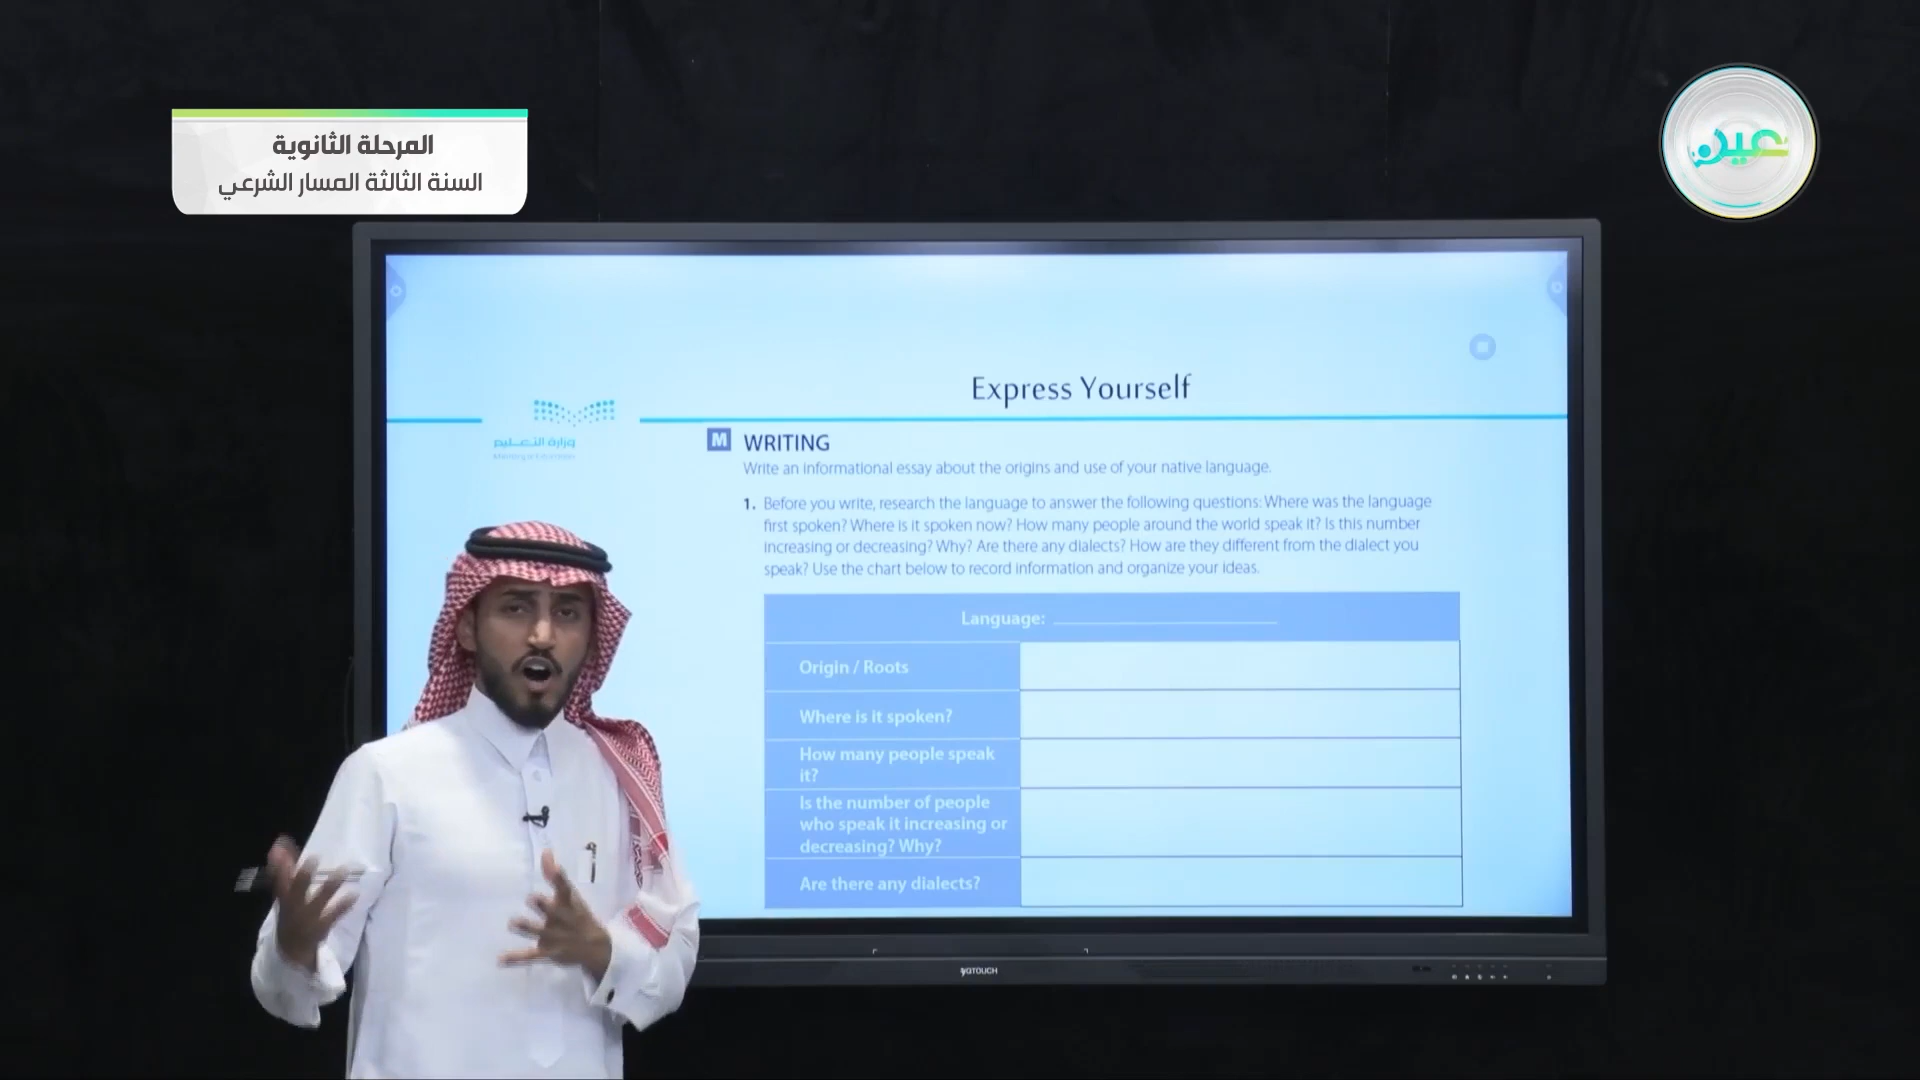 المرحلة الثانوية
السنة الثالثة المسار الشرعي
عين
Express Yourself
وزارة التعليم
Ministry of Education
M WRITING
Write an informational essay about the origins and use of your native language.
1. Before you write, research the language to answer the following questions: Where was the language
first spoken? Where is it spoken now? How many people around the world speak it? Is this number
increasing or decreasing? Why? Are there any dialects? How are they different from the dialect you
speak? Use the chart below to record information and organize your ideas.
Language: ____________________
Origin / Roots
Where is it spoken?
How many people speak
it?
Is the number of people
who speak it increasing or
decreasing? Why?
Are there any dialects?